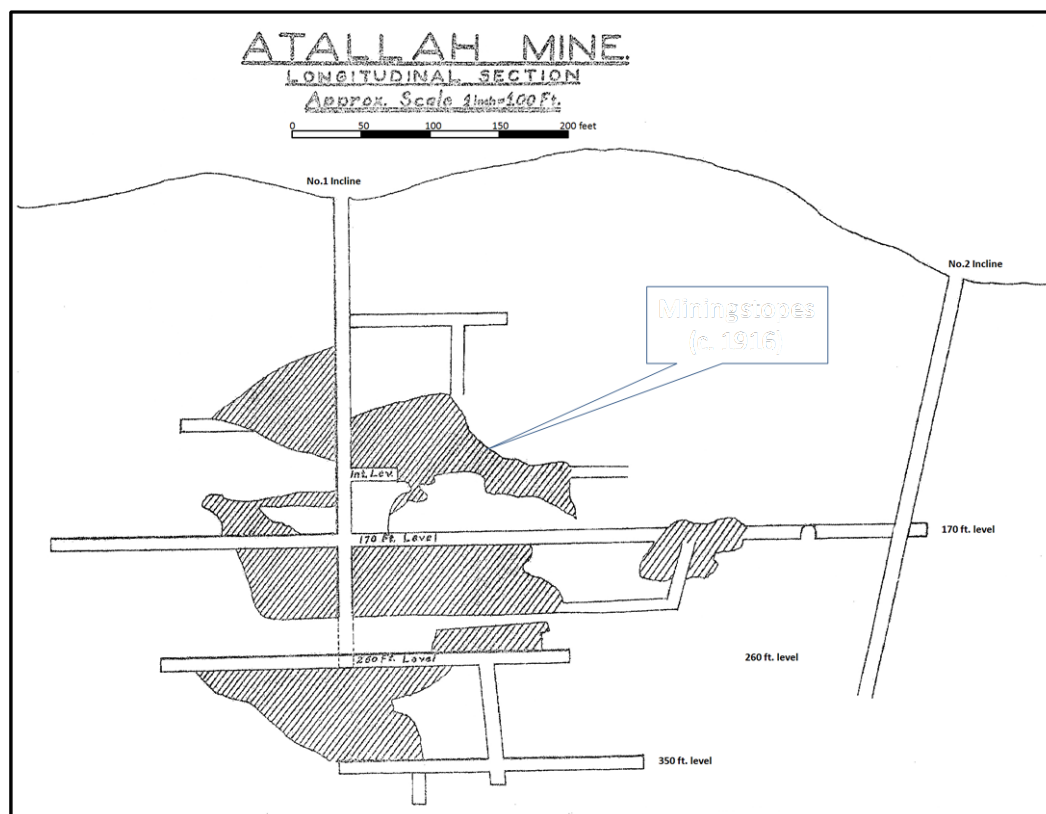 ATALLAH MINE.
LONGITUDINAL SECTION
Approx. Scale 1 Inch=100 Ft.
0 50 100 150 200 feet
No.1 Incline
No.2 Incline
Miningstopes
(c. 1916)
Int. Lev.
170 ft. level
170 Ft. Level
260 Ft. Level
260 ft. level
350 ft. level